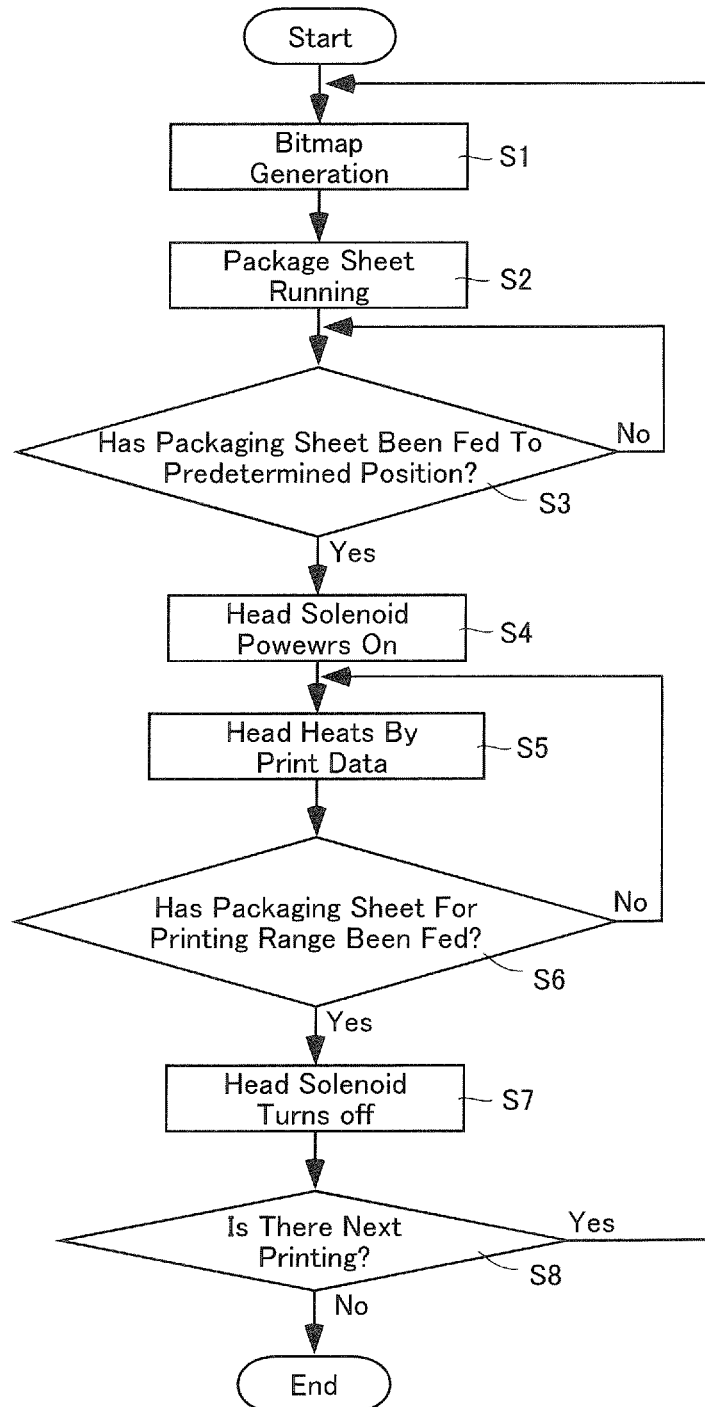 Start
Bitmap
Generation
S1
Package Sheet
Running
S2
Has Packaging Sheet Been Fed To
Predetermined Position?
No
S3
Yes
Head Solenoid
Powewrs On
S4
Head Heats By
Print Data
S5
Has Packaging Sheet For
Printing Range Been Fed?
No
S6
Yes
Head Solenoid
Turns off
S7
Is There Next
Printing?
Yes
S8
No
End